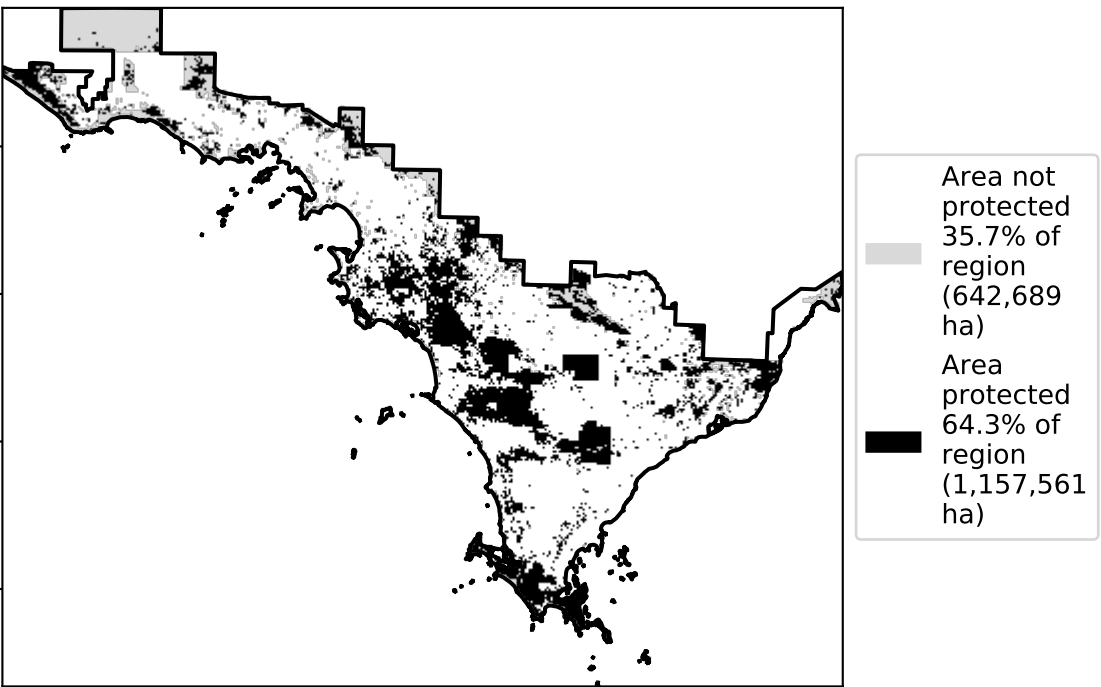 Area not
protected
35.7% of
region
(642,689
ha)
Area
protected
64.3% of
region
(1,157,561
ha)